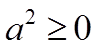 a² ≥ 0